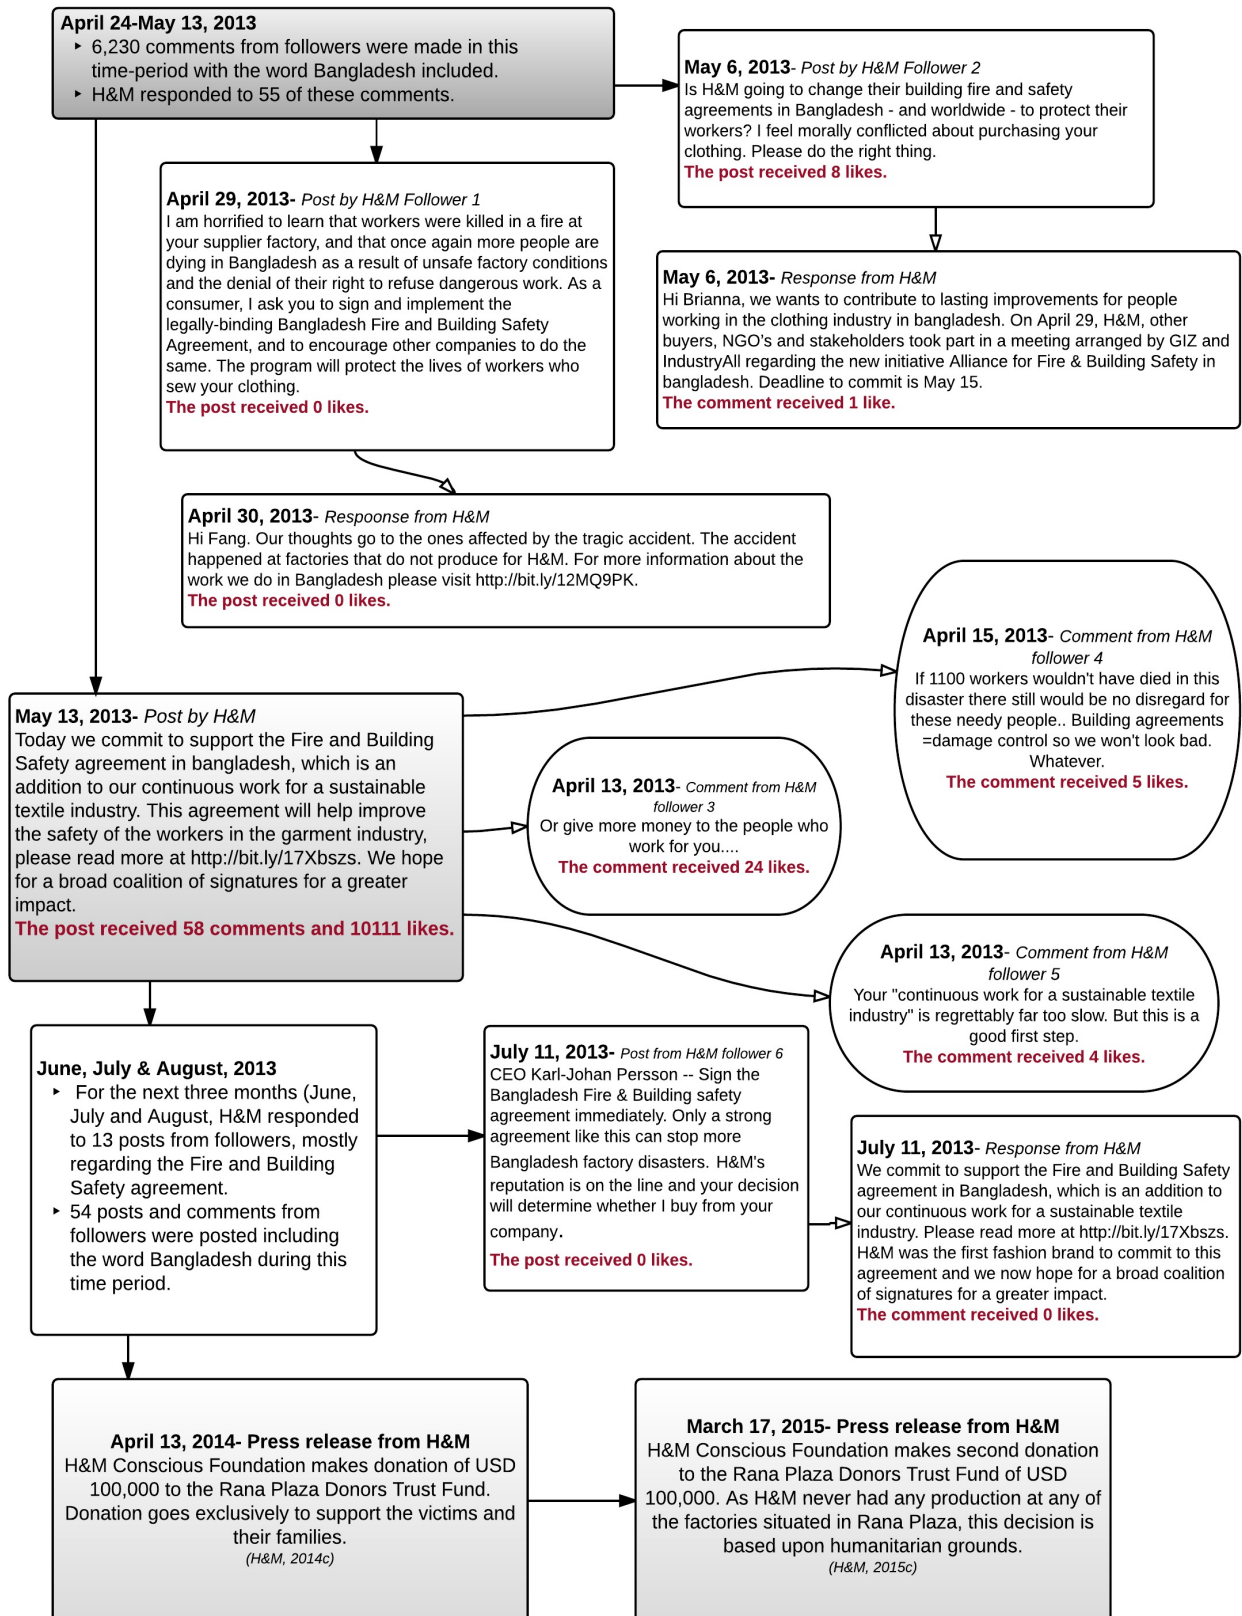 April 24-May 13, 2013
‣ 6,230 comments from followers were made in this
time-period with the word Bangladesh included.
‣ H&M responded to 55 of these comments.
May 6, 2013- Post by H&M Follower 2
Is H&M going to change their building fire and safety
agreements in Bangladesh - and worldwide - to protect their
workers? I feel morally conflicted about purchasing your
clothing. Please do the right thing.
The post received 8 likes.
April 29, 2013- Post by H&M Follower 1
I am horrified to learn that workers were killed in a fire at
your supplier factory, and that once again more people are
dying in Bangladesh as a result of unsafe factory conditions
and the denial of their right to refuse dangerous work. As a
consumer, I ask you to sign and implement the
legally-binding Bangladesh Fire and Building Safety
Agreement, and to encourage other companies to do the
same. The program will protect the lives of workers who
sew your clothing.
The post received 0 likes.
May 6, 2013- Response from H&M
Hi Brianna, we wants to contribute to lasting improvements for people
working in the clothing industry in bangladesh. On April 29, H&M, other
buyers, NGO's and stakeholders took part in a meeting arranged by GIZ and
IndustryAll regarding the new initiative Alliance for Fire & Building Safety in
bangladesh. Deadline to commit is May 15.
The comment received 1 like.
April 30, 2013- Respoonse from H&M
Hi Fang. Our thoughts go to the ones affected by the tragic accident. The accident
happened at factories that do not produce for H&M. For more information about the
work we do in Bangladesh please visit http://bit.ly/12MQ9PK.
The post received 0 likes.
April 15, 2013- Comment from H&M
follower 4
If 1100 workers wouldn't have died in this
disaster there still would be no disregard for
these needy people.. Building agreements
=damage control so we won't look bad.
Whatever.
The comment received 5 likes.
May 13, 2013- Post by H&M
Today we commit to support the Fire and Building
Safety agreement in bangladesh, which is an
addition to our continuous work for a sustainable
textile industry. This agreement will help improve
the safety of the workers in the garment industry,
please read more at http://bit.ly/17Xbszs. We hope
for a broad coalition of signatures for a greater
impact.
The post received 58 comments and 10111 likes.
April 13, 2013- Comment from H&M
follower 3
Or give more money to the people who
work for you....
The comment received 24 likes.
April 13, 2013- Comment from H&M
follower 5
Your "continuous work for a sustainable textile
industry" is regrettably far too slow. But this is a
good first step.
The comment received 4 likes.
June, July & August, 2013
‣ For the next three months (June,
July and August, H&M responded
to 13 posts from followers, mostly
regarding the Fire and Building
Safety agreement.
‣ 54 posts and comments from
followers were posted including
the word Bangladesh during this
time period.
July 11, 2013- Post from H&M follower 6
CEO Karl-Johan Persson -- Sign the
Bangladesh Fire & Building safety
agreement immediately. Only a strong
agreement like this can stop more
Bangladesh factory disasters. H&M's
reputation is on the line and your decision
will determine whether I buy from your
company.
The post received 0 likes.
July 11, 2013- Response from H&M
We commit to support the Fire and Building Safety
agreement in Bangladesh, which is an addition to
our continuous work for a sustainable textile
industry. Please read more at http://bit.ly/17Xbszs.
H&M was the first fashion brand to commit to this
agreement and we now hope for a broad coalition
of signatures for a greater impact.
The comment received 0 likes.
April 13, 2014- Press release from H&M
H&M Conscious Foundation makes donation of USD
100,000 to the Rana Plaza Donors Trust Fund.
Donation goes exclusively to support the victims and
their families.
(H&M, 2014c)
March 17, 2015- Press release from H&M
H&M Conscious Foundation makes second donation
to the Rana Plaza Donors Trust Fund of USD
100,000. As H&M never had any production at any of
the factories situated in Rana Plaza, this decision is
based upon humanitarian grounds.
(H&M, 2015c)